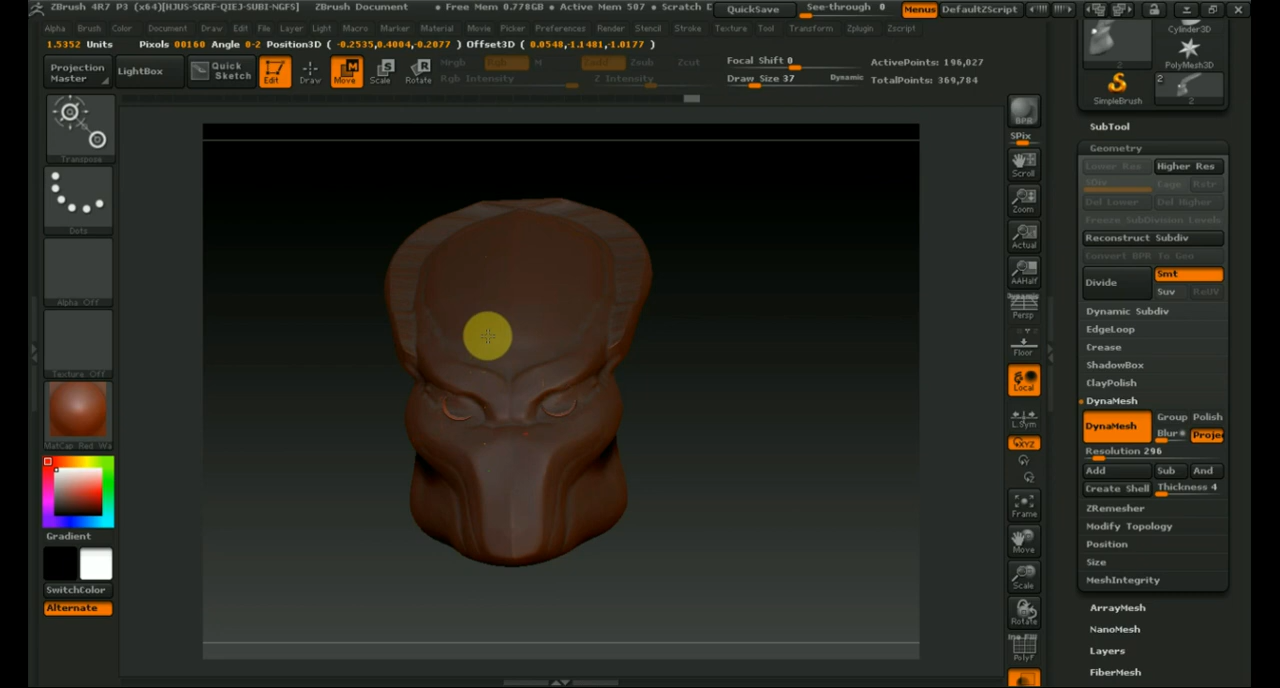 ZBrush 4R7 P3 (x64)[HJUS-SGRF-QIEJ-SUBI-NGFS] ZBrush Document • Free Mem 0.778GB • Active Mem 507 • Scratch D QuickSave See-through 0 Menus DefaultZScript
Alpha Brush Color Document Draw Edit File Layer Light Macro Marker Material Movie Picker Preferences Render Stencil Stroke Texture Tool Transform Zplugin Zscript
1.5352 Units Pixols 00160 Angle 0-2 Position3D ( -0.2535,0.4004,-0.2077 ) Offset3D ( 0.0548,-1.1481,-1.0177 )
Projection Master
LightBox
Quick Sketch
Edit
Draw
Move
Scale
Rotate
Mrgb Rgb M
Rgb Intensity
Zadd Zsub Zcut
Z Intensity
Focal Shift 0
Draw Size 37 Dynamic
ActivePoints: 196,027
TotalPoints: 369,784
Transpose
Dots
Alpha Off
Texture Off
MatCap Red Wa
Gradient
SwitchColor
Alternate
BPR
SPix
Scroll
Zoom
Actual
AAHalf
Dynamic
Persp
Floor
Local
L.Sym
XYZ
Frame
Move
Scale
Rotate
PolyF
2
Cylinder3D
PolyMesh3D
SimpleBrush
2
2
SubTool
Geometry
Lower Res Higher Res
SDiv Cage Rstr
Del Lower Del Higher
Freeze SubDivision Levels
Reconstruct Subdiv
Convert BPR To Geo
Divide
Smt
Suv ReUV
Dynamic Subdiv
EdgeLoop
Crease
ShadowBox
ClayPolish
DynaMesh
DynaMesh
Group Polish
Blur Projec
Resolution 296
Add Sub And
Create Shell Thickness 4
ZRemesher
Modify Topology
Position
Size
MeshIntegrity
ArrayMesh
NanoMesh
Layers
FiberMesh